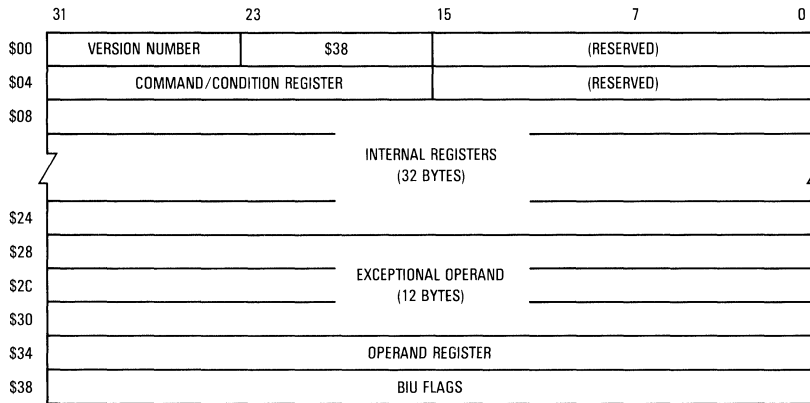 31 23 15 7 0
$00 VERSION NUMBER $38 (RESERVED)
$04 COMMAND/CONDITION REGISTER (RESERVED)
$08
INTERNAL REGISTERS
(32 BYTES)
$24
$28
$2C EXCEPTIONAL OPERAND
(12 BYTES)
$30
$34 OPERAND REGISTER
$38 BIU FLAGS